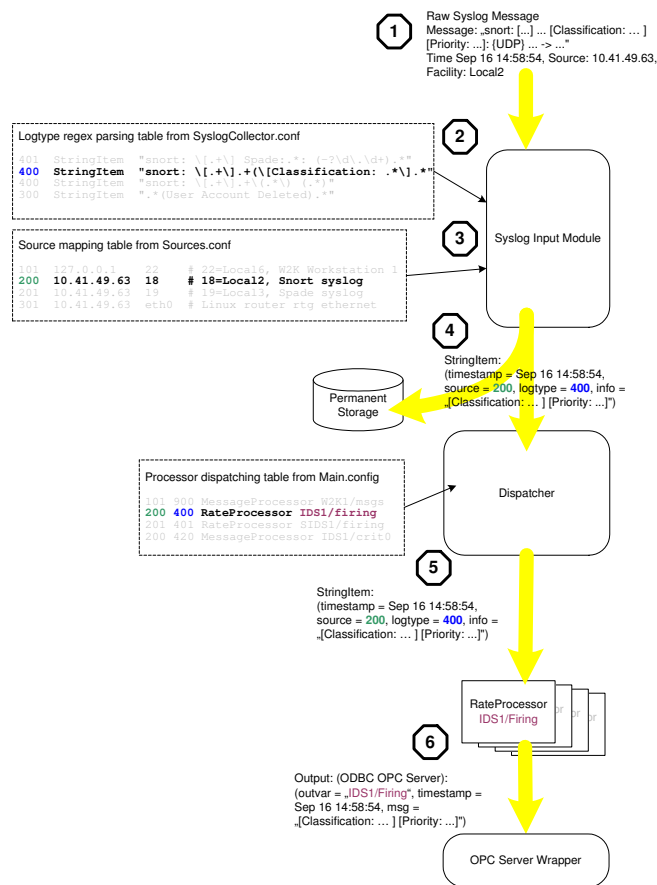 1
Raw Syslog Message
Message: „snort: [...] ... [Classification: … ]
[Priority: ...]: {UDP} ... -> ..."
Time Sep 16 14:58:54, Source: 10.41.49.63,
Facility: Local2
2
Logtype regex parsing table from SyslogCollector.conf
401 StringItem "snort: \[.+\] Spade:.*: (-?\d\.\d+).*"
400 StringItem "snort: \[.+\].+(\[Classification: .*\].*"
400 StringItem "snort: \[.+\].+\(.*\) (.*)"
300 StringItem ".*(User Account Deleted).*"
3
Syslog Input Module
Source mapping table from Sources.conf
101 127.0.0.1 22 # 22=Local6, W2K Workstation 1
200 10.41.49.63 18 # 18=Local2, Snort syslog
201 10.41.49.63 19 # 19=Local3, Spade syslog
301 10.41.49.63 eth0 # Linux router rtg ethernet
4
StringItem:
(timestamp = Sep 16 14:58:54,
source = 200, logtype = 400, info =
„[Classification: … ] [Priority: ...]")
Permanent
Storage
Processor dispatching table from Main.config
101 900 MessageProcessor W2K1/msgs
200 400 RateProcessor IDS1/firing
201 401 RateProcessor SIDS1/firing
200 420 MessageProcessor IDS1/crit0
Dispatcher
5
StringItem:
(timestamp = Sep 16 14:58:54,
source = 200, logtype = 400, info =
„[Classification: … ] [Priority: ...]")
RateProcessor
IDS1/Firing
or
or
or
6
Output: (ODBC OPC Server):
(outvar = „IDS1/Firing“, timestamp =
Sep 16 14:58:54, msg =
„[Classification: … ] [Priority: ...]")
OPC Server Wrapper